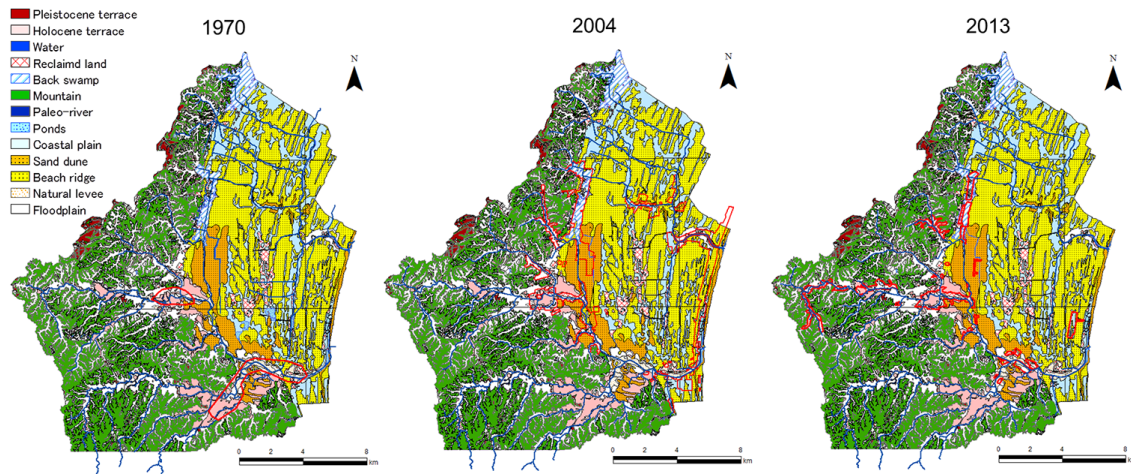 1970
2004
2013
Pleistocene terrace
Holocene terrace
Water
Reclaimd land
Back swamp
Mountain
Paleo-river
Ponds
Coastal plain
Sand dune
Beach ridge
Natural levee
Floodplain
N
N
N
0 2 4 8
km
0 2 4 8
km
0 2 4 8